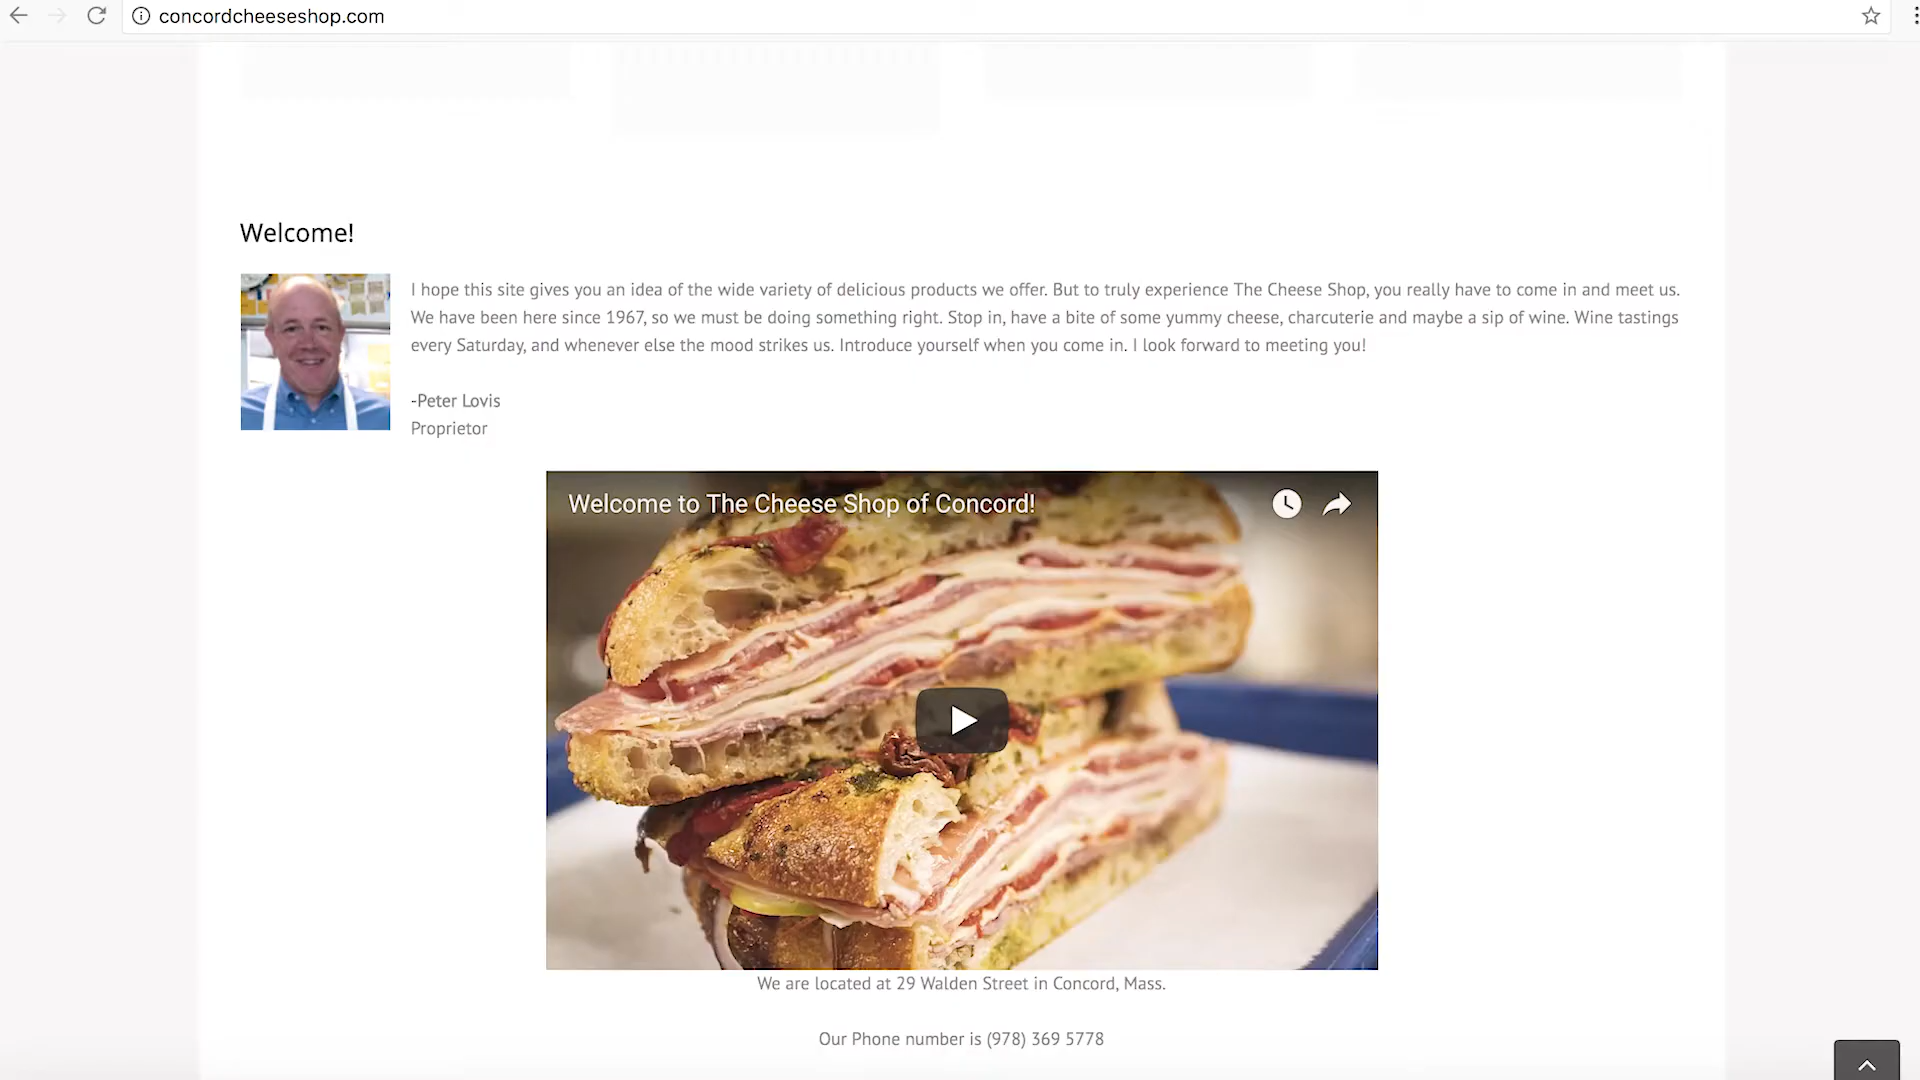 concordcheeseshop.com
Welcome!
I hope this site gives you an idea of the wide variety of delicious products we offer. But to truly experience The Cheese Shop, you really have to come in and meet us.
We have been here since 1967, so we must be doing something right. Stop in, have a bite of some yummy cheese, charcuterie and maybe a sip of wine. Wine tastings
every Saturday, and whenever else the mood strikes us. Introduce yourself when you come in. I look forward to meeting you!
-Peter Lovis
Proprietor
Welcome to The Cheese Shop of Concord!
We are located at 29 Walden Street in Concord, Mass.
Our Phone number is (978) 369 5778